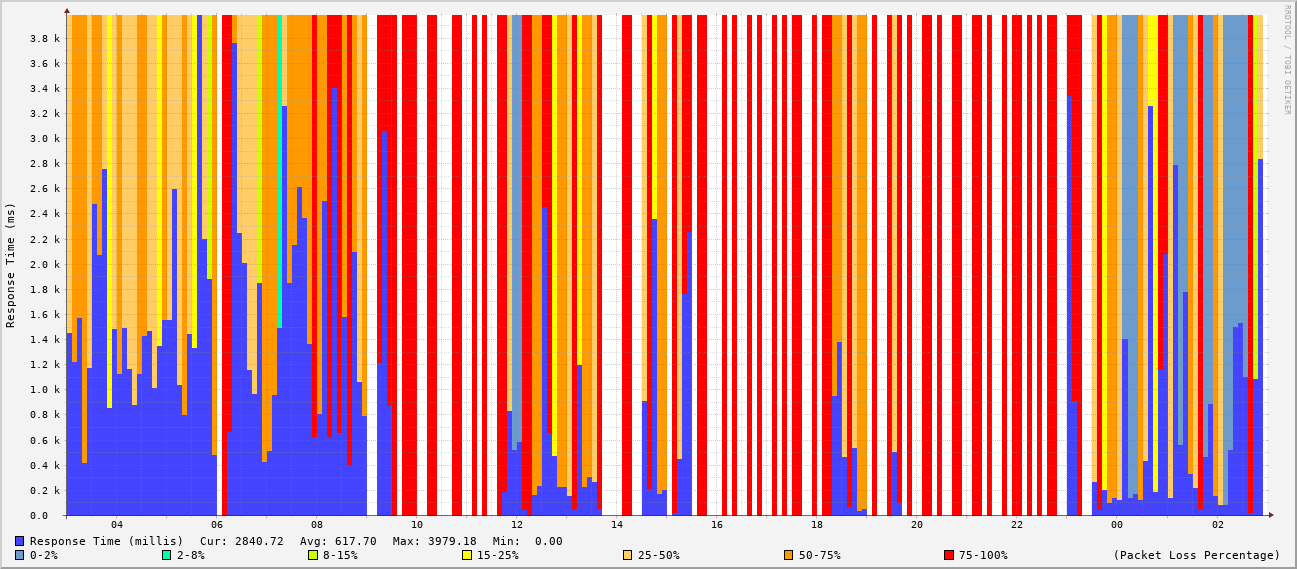 RRDTOOL / TOBI OETIKER
Response Time (ms)
3.8 k
3.6 k
3.4 k
3.2 k
3.0 k
2.8 k
2.6 k
2.4 k
2.2 k
2.0 k
1.8 k
1.6 k
1.4 k
1.2 k
1.0 k
0.8 k
0.6 k
0.4 k
0.2 k
0.0
04 06 08 10 12 14 16 18 20 22 00 02
Response Time (millis) Cur: 2840.72 Avg: 617.70 Max: 3979.18 Min: 0.00
0-2% 2-8% 8-15% 15-25% 25-50% 50-75% 75-100% (Packet Loss Percentage)